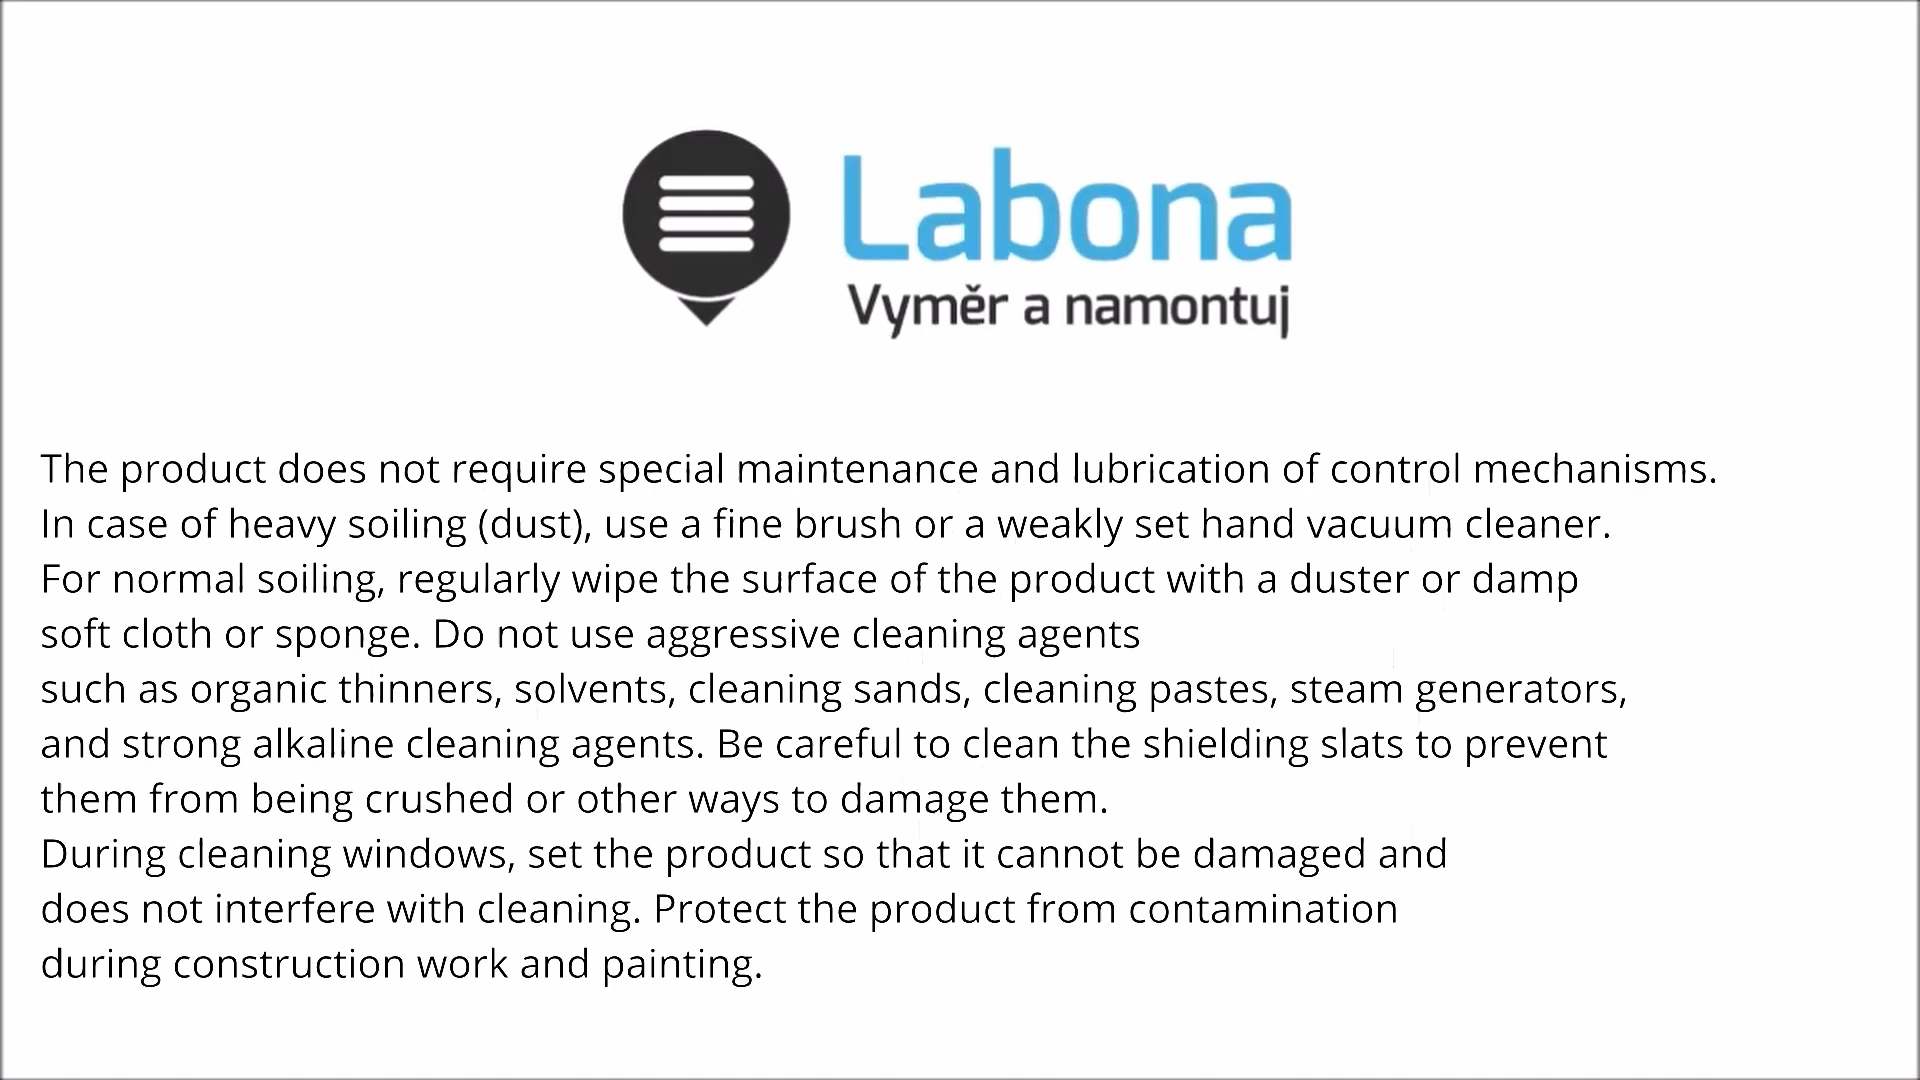 Labona
Vyměr a namontuj
The product does not require special maintenance and lubrication of control mechanisms.
In case of heavy soiling (dust), use a fine brush or a weakly set hand vacuum cleaner.
For normal soiling, regularly wipe the surface of the product with a duster or damp
soft cloth or sponge. Do not use aggressive cleaning agents
such as organic thinners, solvents, cleaning sands, cleaning pastes, steam generators,
and strong alkaline cleaning agents. Be careful to clean the shielding slats to prevent
them from being crushed or other ways to damage them.
During cleaning windows, set the product so that it cannot be damaged and
does not interfere with cleaning. Protect the product from contamination
during construction work and painting.